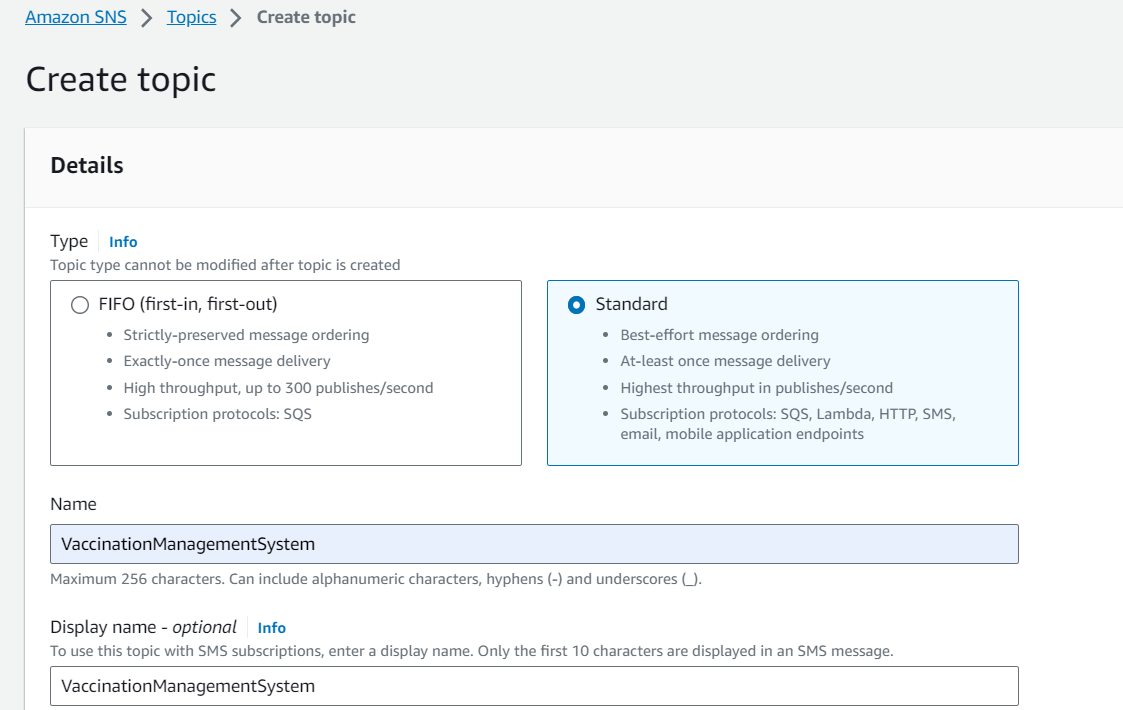 Amazon SNS > Topics > Create topic
Create topic
Details
Type Info
Topic type cannot be modified after topic is created
FIFO (first-in, first-out)
• Strictly-preserved message ordering
• Exactly-once message delivery
• High throughput, up to 300 publishes/second
• Subscription protocols: SQS
Standard
• Best-effort message ordering
• At-least once message delivery
• Highest throughput in publishes/second
• Subscription protocols: SQS, Lambda, HTTP, SMS,
email, mobile application endpoints
Name
VaccinationManagementSystem
Maximum 256 characters. Can include alphanumeric characters, hyphens (-) and underscores (_).
Display name - optional Info
To use this topic with SMS subscriptions, enter a display name. Only the first 10 characters are displayed in an SMS message.
VaccinationManagementSystem